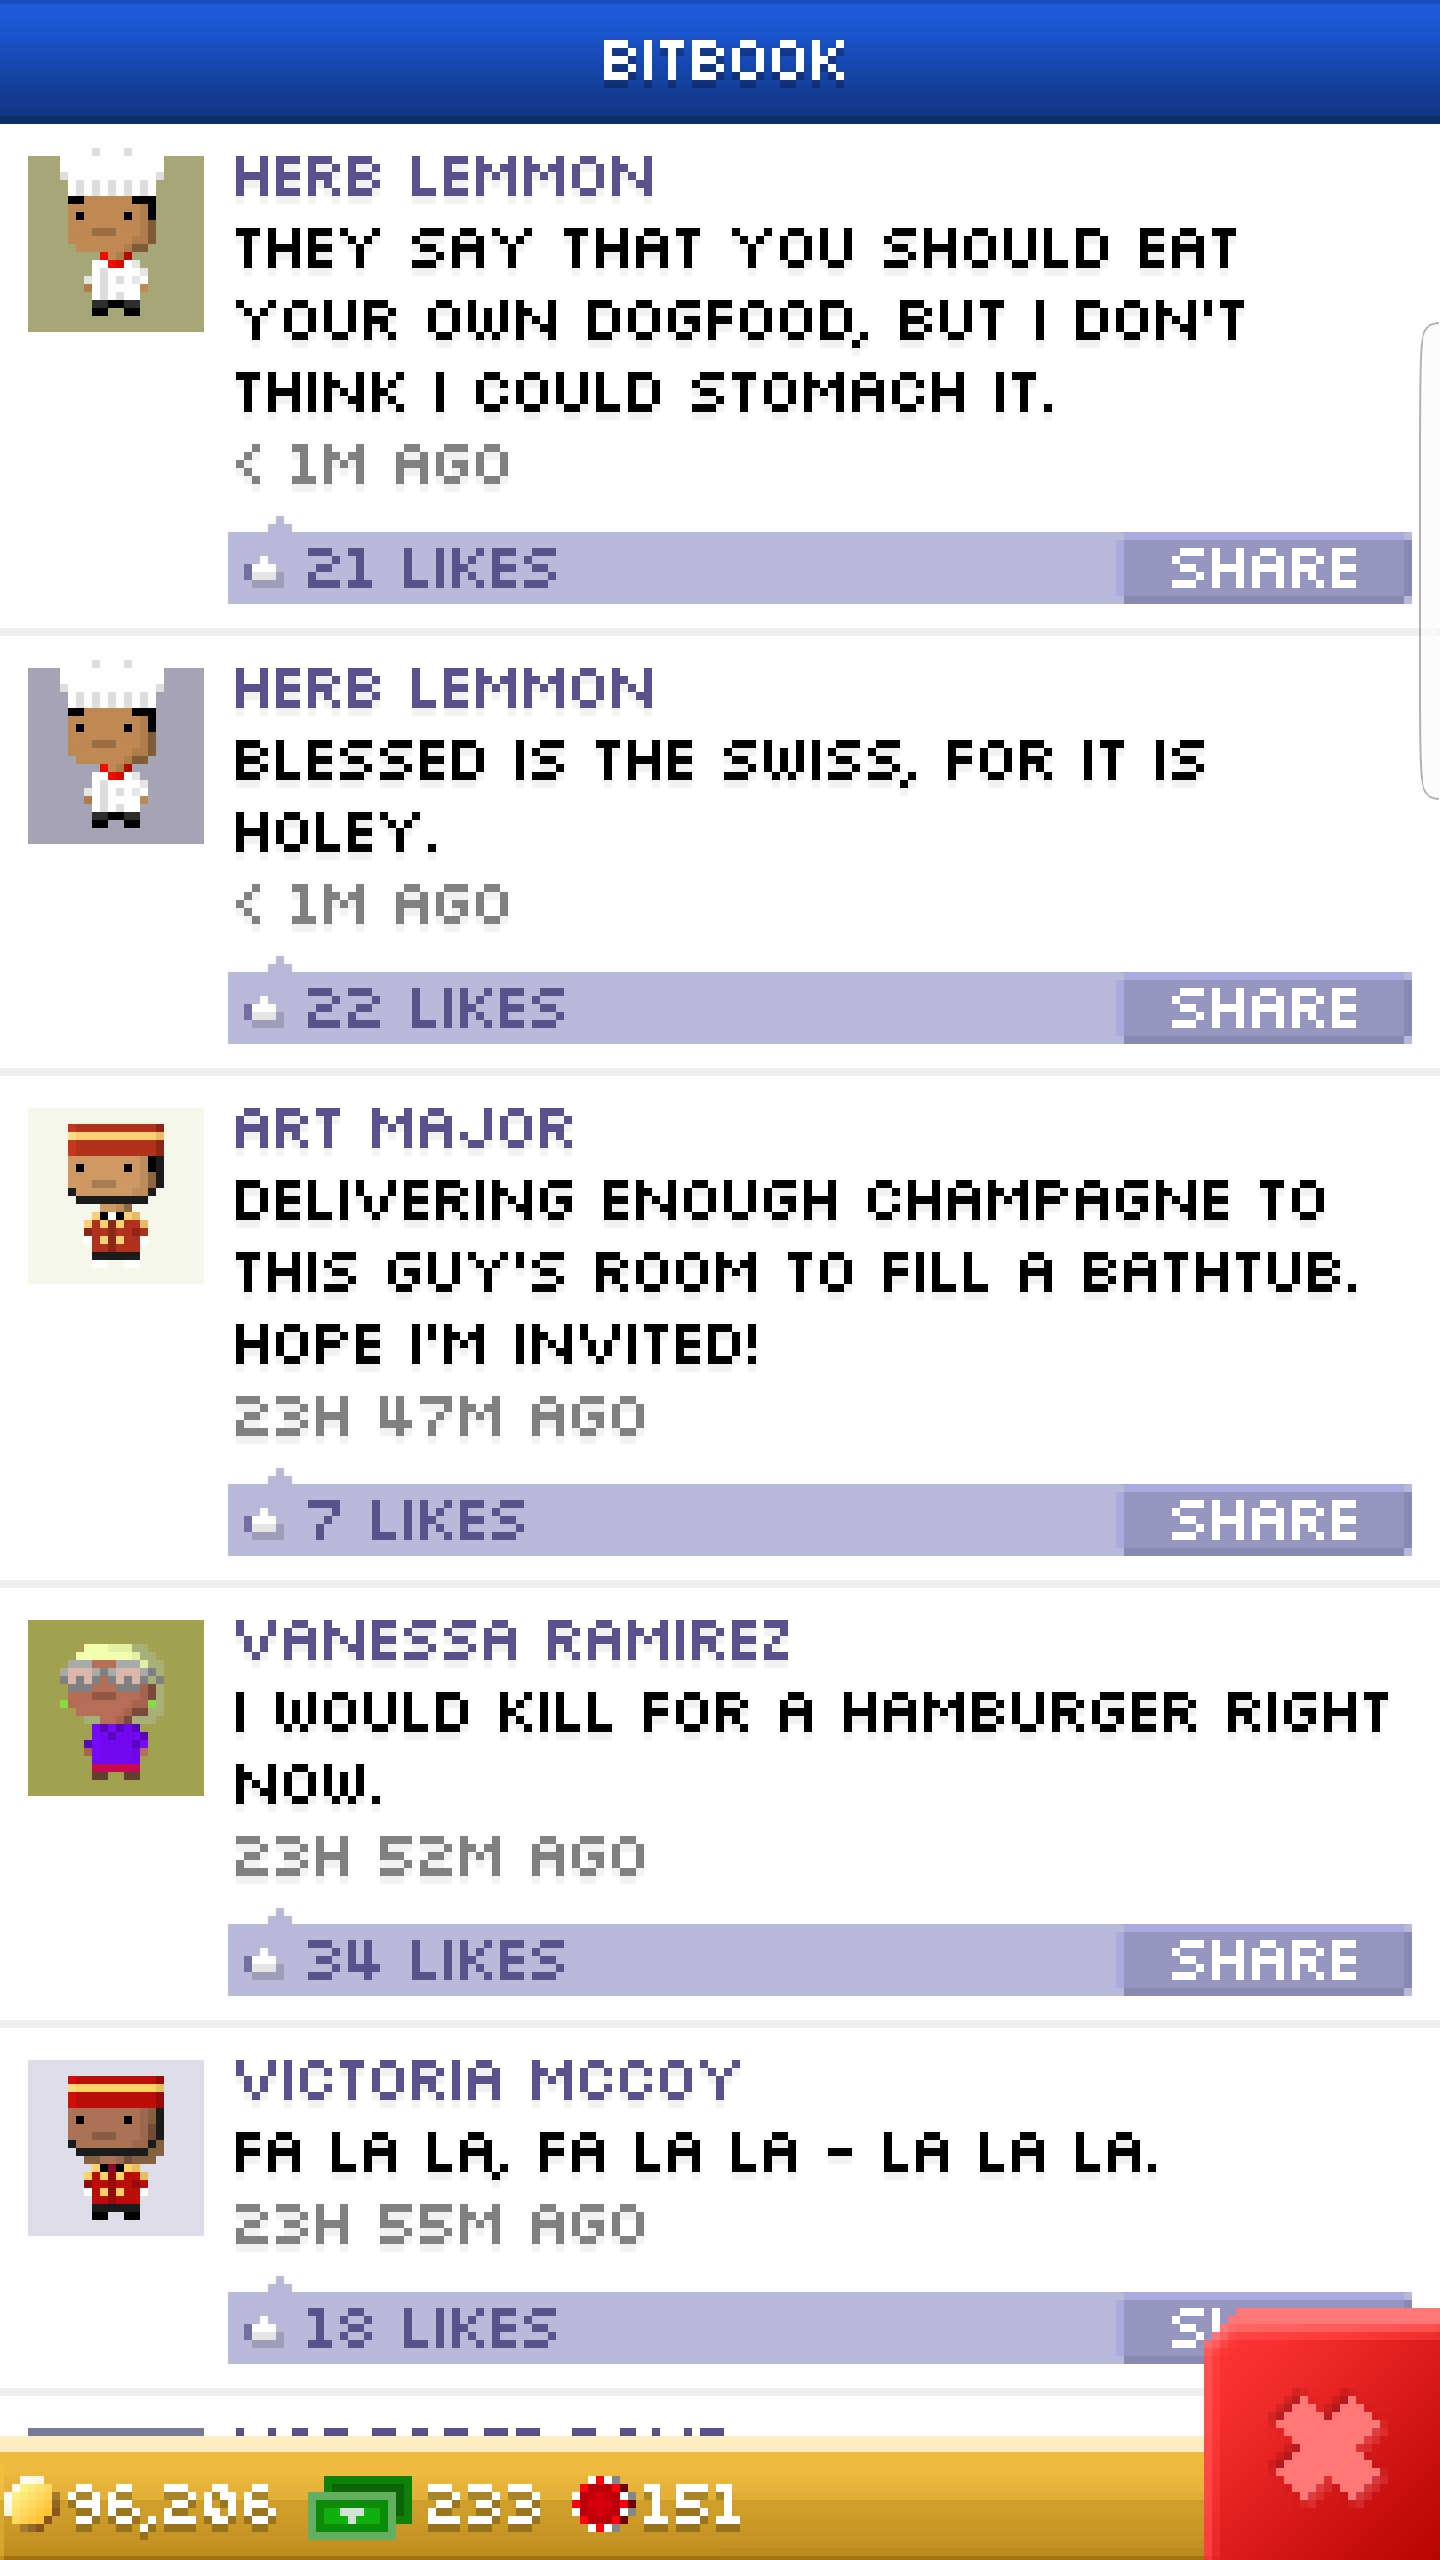 BITBOOK
HERB LEMMON
THEY SAY THAT YOU SHOULD EAT
YOUR OWN DOGFOOD, BUT I DON'T
THINK I COULD STOMACH IT.
< 1M AGO
21 LIKES SHARE
HERB LEMMON
BLESSED IS THE SWISS, FOR IT IS
HOLEY.
< 1M AGO
22 LIKES SHARE
ART MAJOR
DELIVERING ENOUGH CHAMPAGNE TO
THIS GUY'S ROOM TO FILL A BATHTUB.
HOPE I'M INVITED!
23H 47M AGO
7 LIKES SHARE
VANESSA RAMIREZ
I WOULD KILL FOR A HAMBURGER RIGHT
NOW.
23H 52M AGO
34 LIKES SHARE
VICTORIA MCCOY
FA LA LA, FA LA LA - LA LA LA.
23H 55M AGO
18 LIKES
96,206 233 151